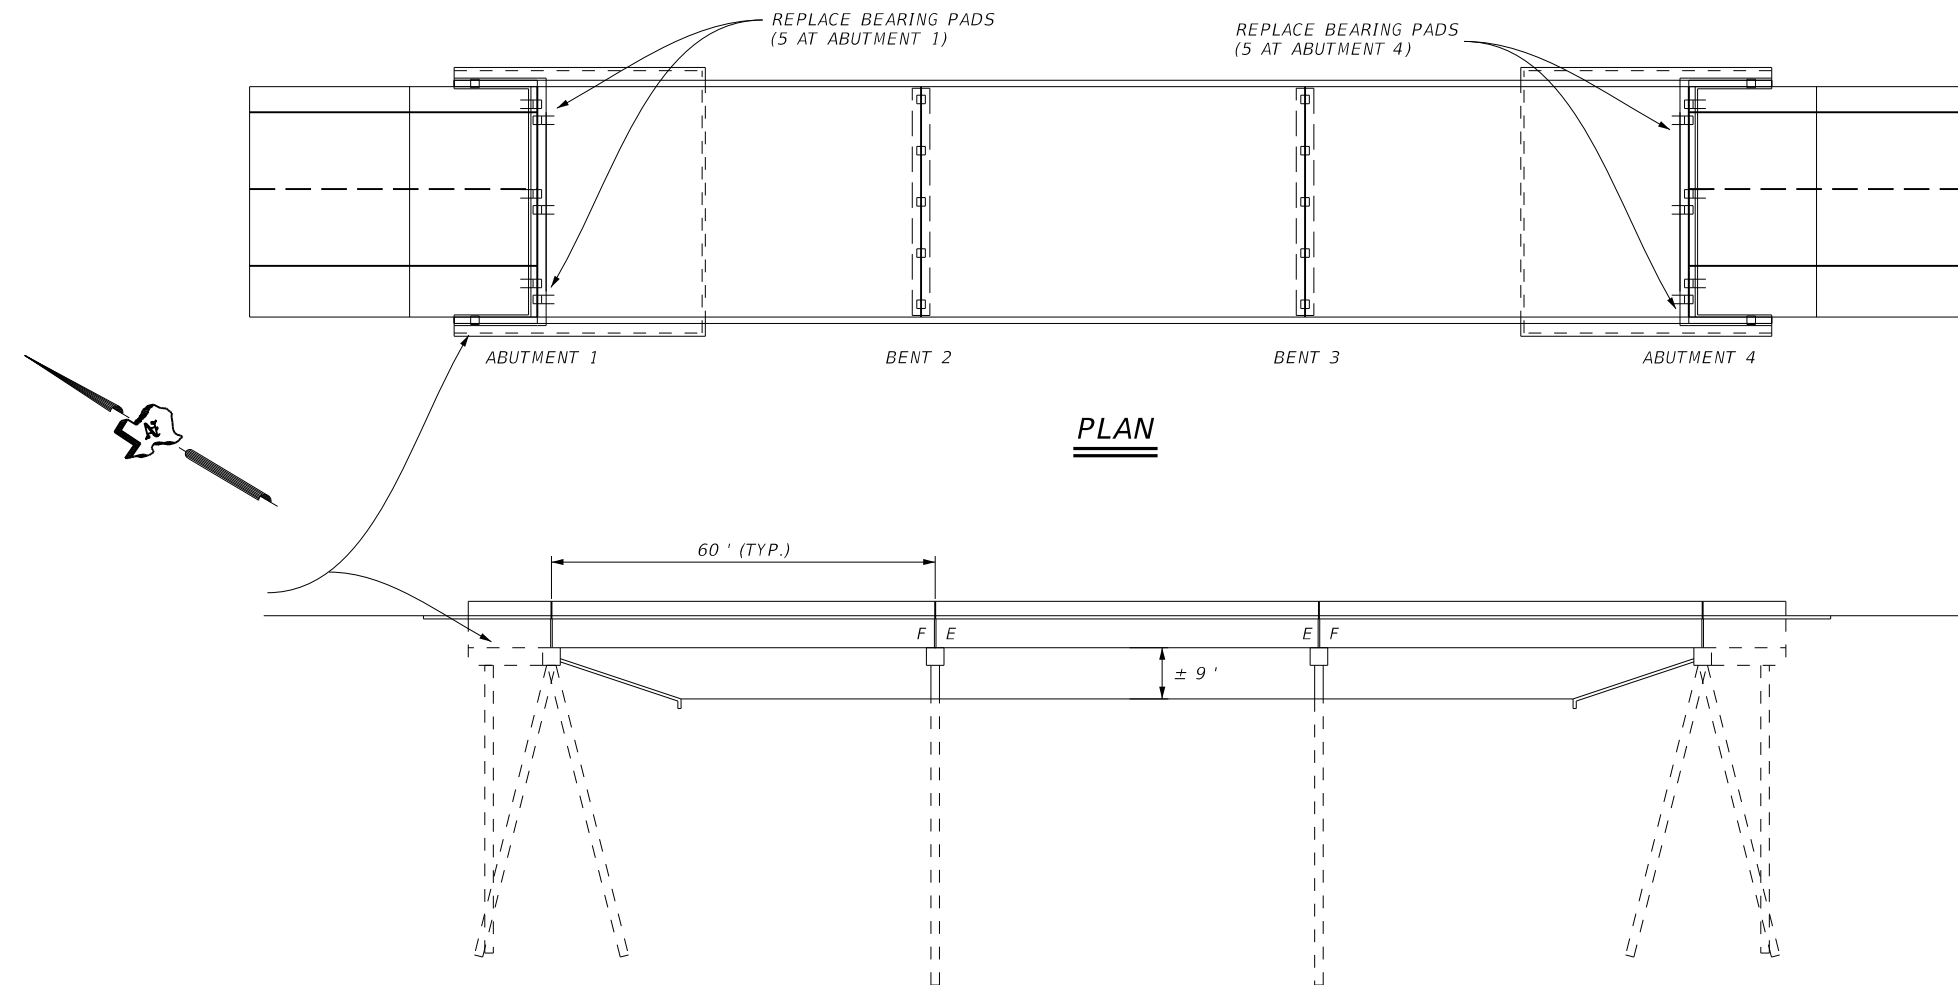 REPLACE BEARING PADS
(5 AT ABUTMENT 1)
REPLACE BEARING PADS
(5 AT ABUTMENT 4)
ABUTMENT 1
BENT 2
BENT 3
ABUTMENT 4
PLAN
60 ' (TYP.)
F E
E F
± 9 '